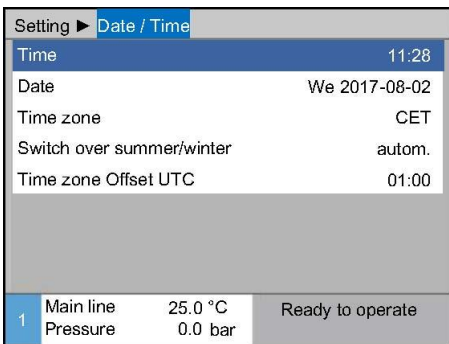 Setting ► Date / Time
Time 11:28
Date We 2017-08-02
Time zone CET
Switch over summer/winter autom.
Time zone Offset UTC 01:00
1 Main line 25.0 °C Ready to operate
Pressure 0.0 bar